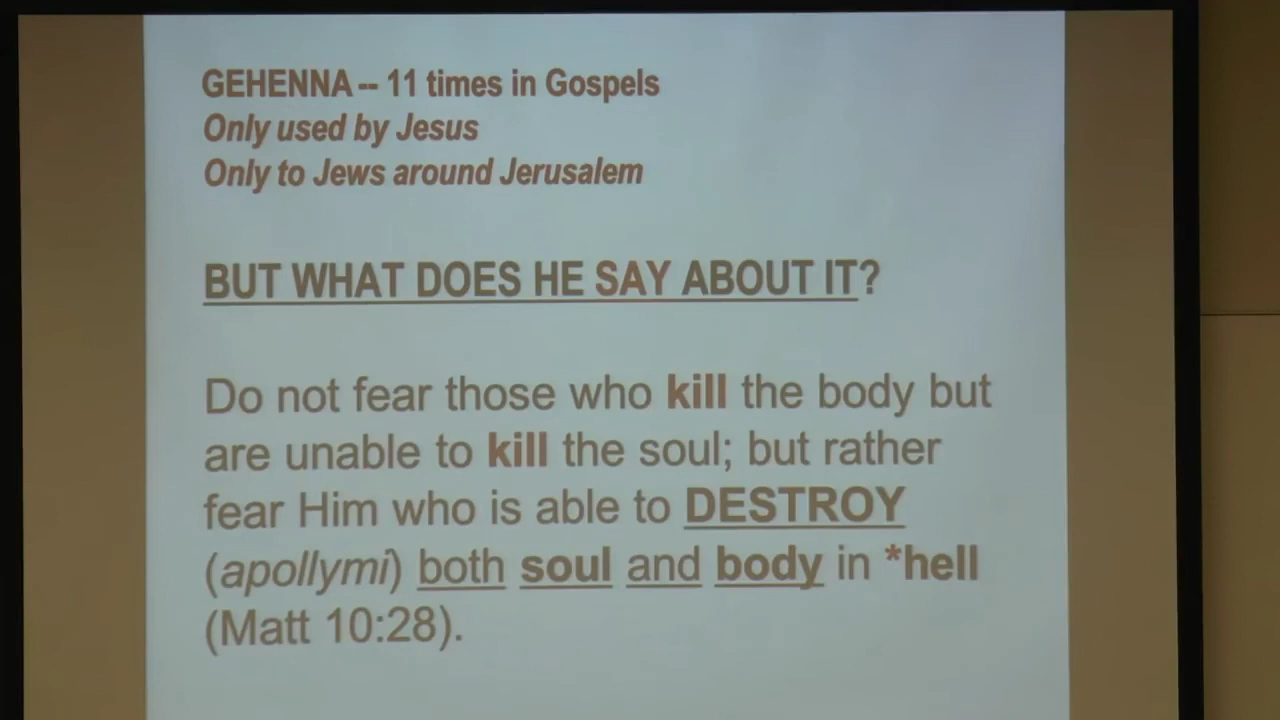 GEHENNA -- 11 times in Gospels
Only used by Jesus
Only to Jews around Jerusalem
BUT WHAT DOES HE SAY ABOUT IT?
Do not fear those who kill the body but
are unable to kill the soul; but rather
fear Him who is able to DESTROY
(apollymi) both soul and body in *hell
(Matt 10:28).